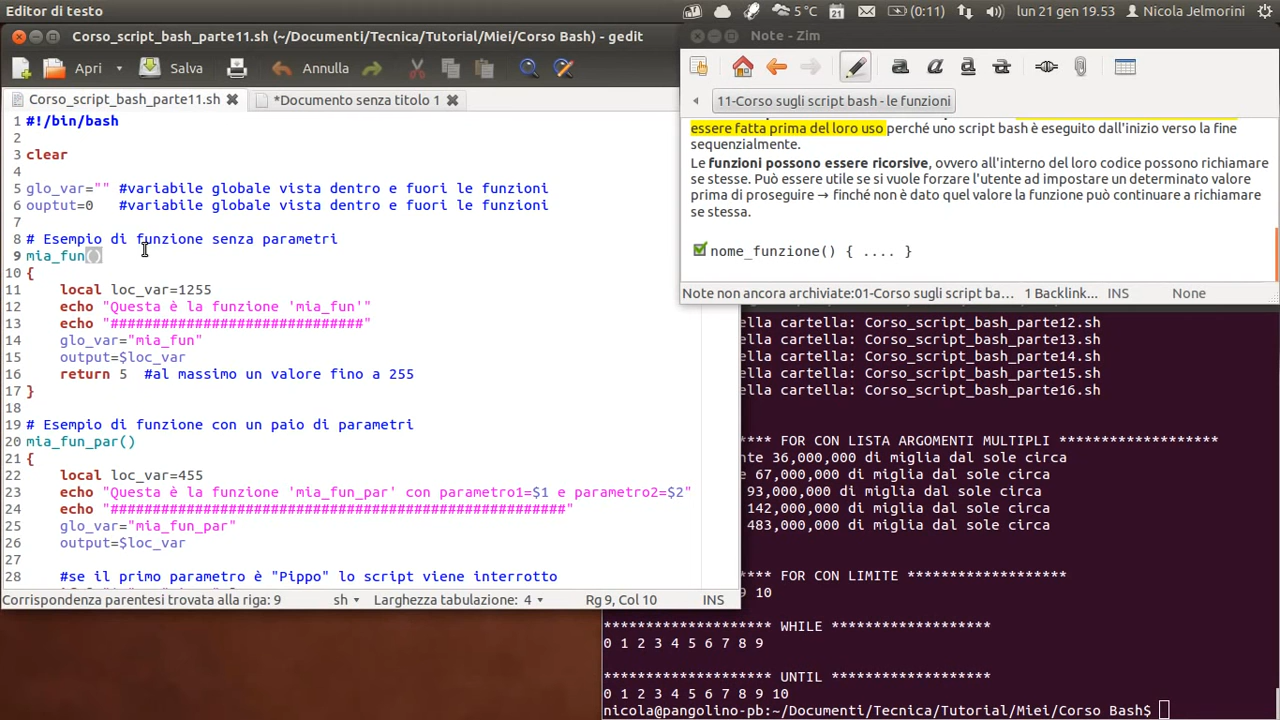 Editor di testo
5 °C
21
(0:11)
lun 21 gen 19.53
Nicola Jelmorini
Corso_script_bash_parte11.sh (~/Documenti/Tecnica/Tutorial/Miei/Corso Bash) - gedit
Apri
Salva
Annulla
Corso_script_bash_parte11.sh
*Documento senza titolo 1
1 #!/bin/bash
2
3 clear
4
5 glo_var="" #variabile globale vista dentro e fuori le funzioni
6 ouptut=0   #variabile globale vista dentro e fuori le funzioni
7
8 # Esempio di funzione senza parametri
9 mia_fun()
10 {
11     local loc_var=1255
12     echo "Questa è la funzione 'mia_fun'"
13     echo "##############################"
14     glo_var="mia_fun"
15     output=$loc_var
16     return 5  #al massimo un valore fino a 255
17 }
18
19 # Esempio di funzione con un paio di parametri
20 mia_fun_par()
21 {
22     local loc_var=455
23     echo "Questa è la funzione 'mia_fun_par' con parametro1=$1 e parametro2=$2"
24     echo "######################################################"
25     glo_var="mia_fun_par"
26     output=$loc_var
27
28     #se il primo parametro è "Pippo" lo script viene interrotto
Corrispondenza parentesi trovata alla riga: 9
sh
Larghezza tabulazione: 4
Rg 9, Col 10
INS
Note - Zim
a a a a
11-Corso sugli script bash - le funzioni
essere fatta prima del loro uso perché uno script bash è eseguito dall'inizio verso la fine
sequenzialmente.
Le funzioni possono essere ricorsive, ovvero all'interno del loro codice possono richiamare
se stesse. Può essere utile se si vuole forzare l'utente ad impostare un determinato valore
prima di proseguire → finché non è dato quel valore la funzione può continuare a richiamare
se stessa.
nome_funzione() { .... }
Note non ancora archiviate:01-Corso sugli script ba...
1 Backlink...
INS
None
ella cartella: Corso_script_bash_parte12.sh
ella cartella: Corso_script_bash_parte13.sh
ella cartella: Corso_script_bash_parte14.sh
ella cartella: Corso_script_bash_parte15.sh
ella cartella: Corso_script_bash_parte16.sh
**** FOR CON LISTA ARGOMENTI MULTIPLI *******************
nte 36,000,000 di miglia dal sole circa
e 67,000,000 di miglia dal sole circa
93,000,000 di miglia dal sole circa
142,000,000 di miglia dal sole circa
483,000,000 di miglia dal sole circa
**** FOR CON LIMITE *******************
9 10
******************** WHILE *******************
0 1 2 3 4 5 6 7 8 9
******************** UNTIL *******************
0 1 2 3 4 5 6 7 8 9 10
nicola@pangolino-pb:~/Documenti/Tecnica/Tutorial/Miei/Corso Bash$